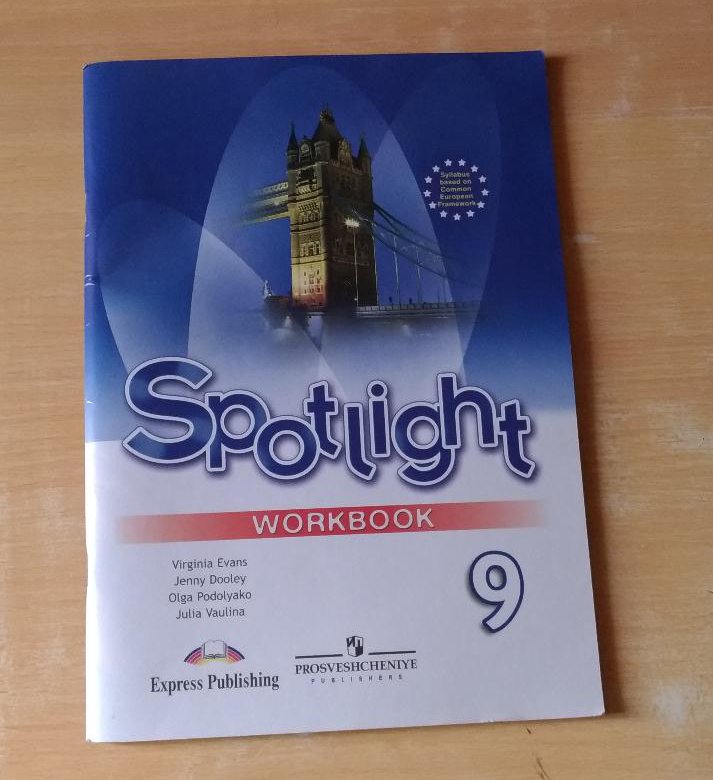 Syllabus
based on
Common
European
Framework
Spotlight
WORKBOOK
Virginia Evans
Jenny Dooley
Olga Podolyako
Julia Vaulina
9
Express Publishing
PROSVESHCHENIYE
PUBLISHERS